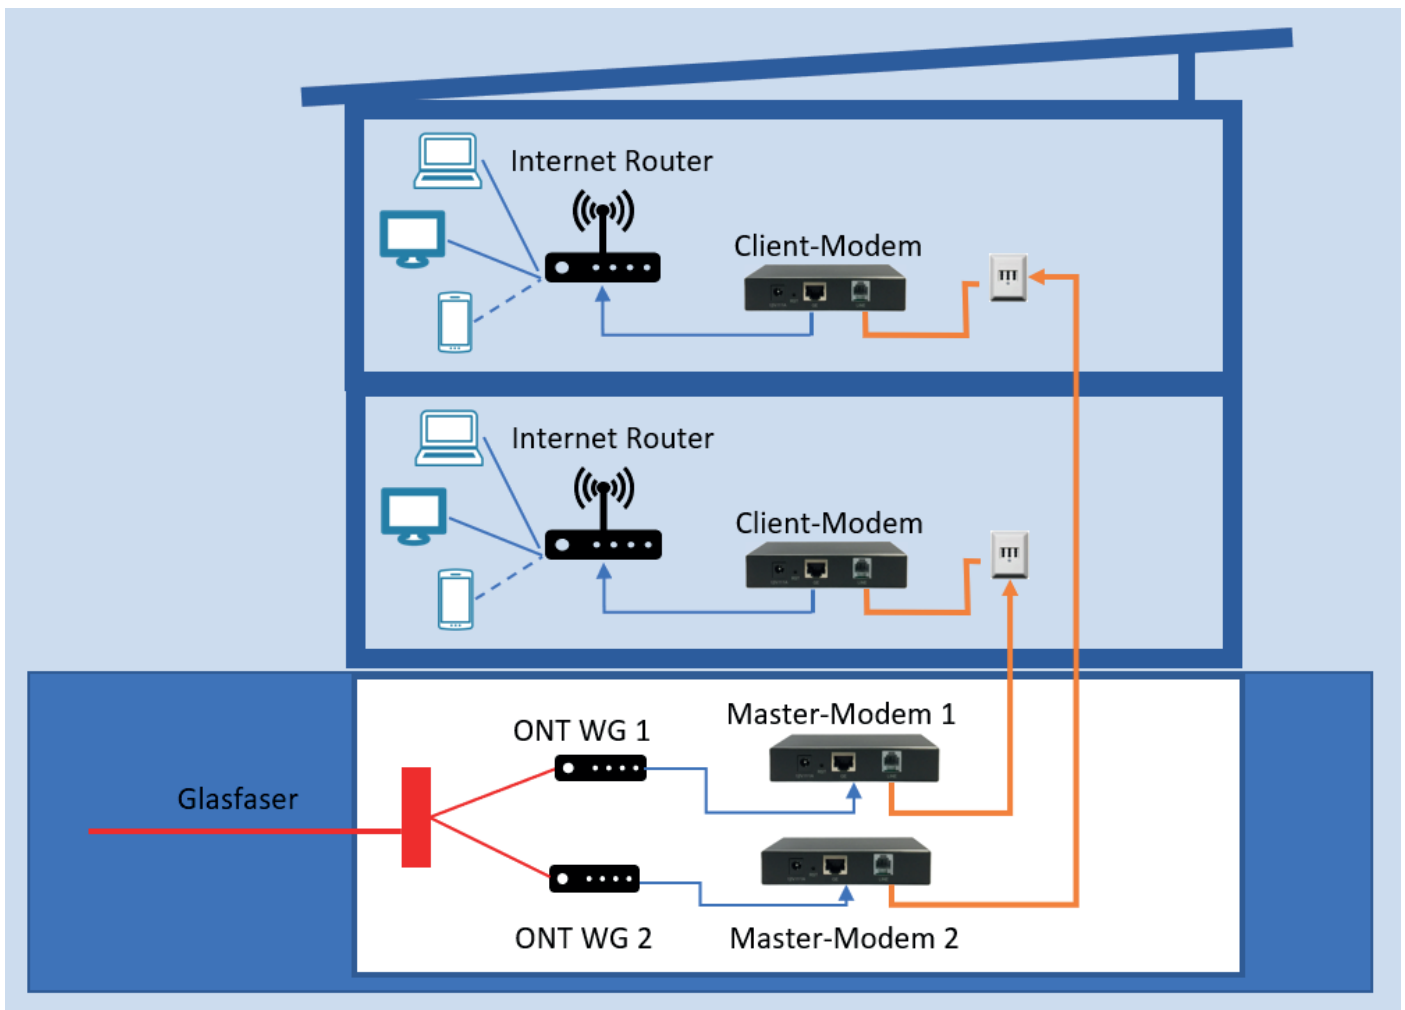 Internet Router
Client-Modem
Internet Router
Client-Modem
Master-Modem 1
ONT WG 1
Glasfaser
ONT WG 2
Master-Modem 2